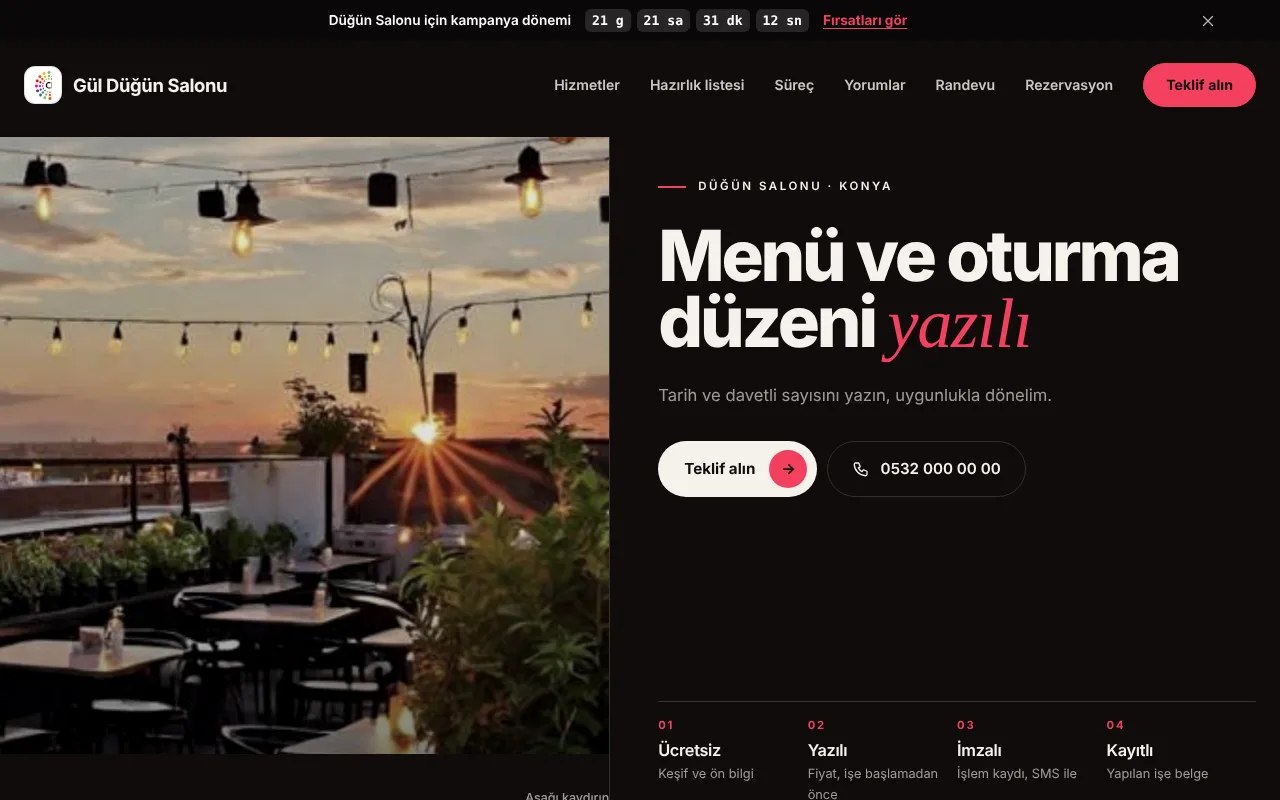 Düğün Salonu için kampanya dönemi 21 g 21 sa 31 dk 12 sn Fırsatları gör
Gül Düğün Salonu
Hizmetler Hazırlık listesi Süreç Yorumlar Randevu Rezervasyon Teklif alın
DÜĞÜN SALONU · KONYA
Menü ve oturma
düzeni yazılı
Tarih ve davetli sayısını yazın, uygunlukla dönelim.
Teklif alın 0532 000 00 00
01 02 03 04
Ücretsiz Yazılı İmzalı Kayıtlı
Keşif ve ön bilgi Fiyat, işe başlamadan İşlem kaydı, SMS ile Yapılan işe belge
önce
Aşağı kaydırın